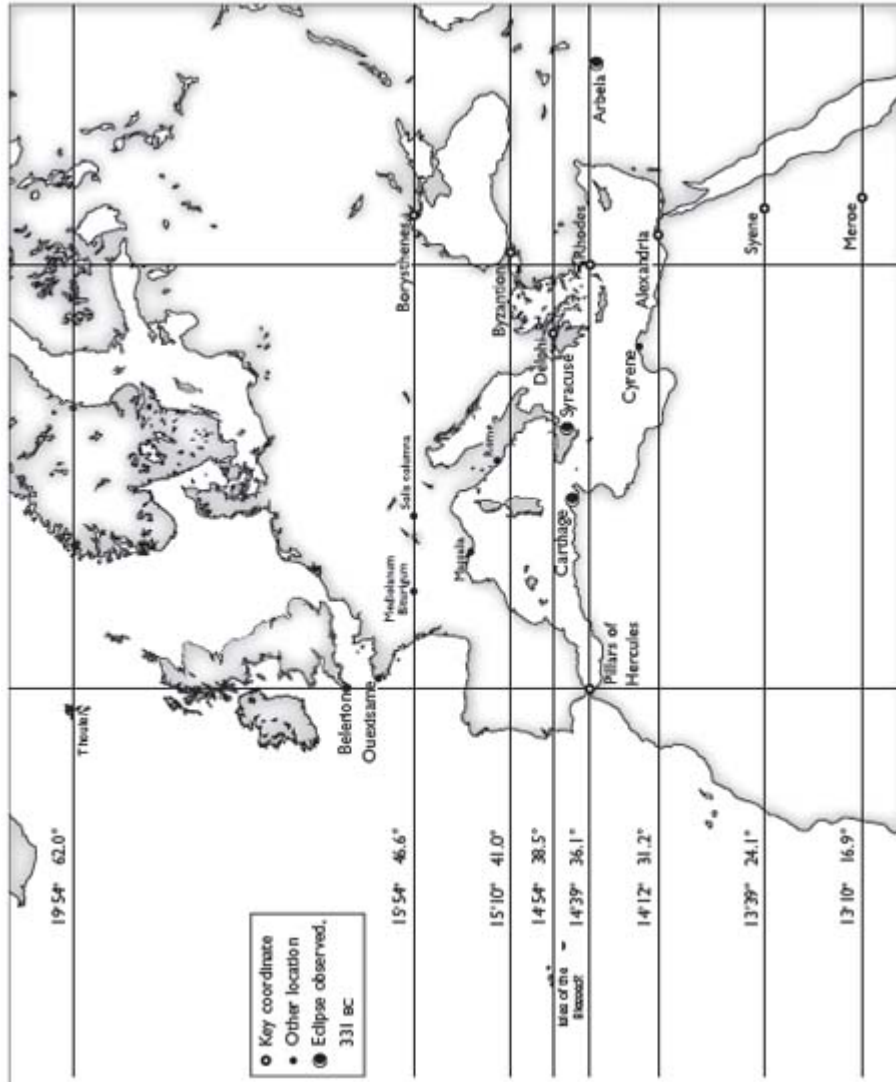 Thoule?
19°54" 62.0°
Belerion
Ouexisame
Borysthenes
Mediolanum
Biturigum
Solis columna
15°54" 46.6°
Massalia
Rome
Byzantion
15°10" 41.0°
Delphi
14°54" 38.5°
Syracuse
Carthage
Arbela
Rhodes
Pillars of
Hercules
14°39" 36.1°
Isles of the
Blessed?
Cyrene
Alexandria
14°12" 31.2°
Syene
13°39" 24.1°
Meroe
13°10" 16.9°
Key coordinate
Other location
Eclipse observed,
331 BC